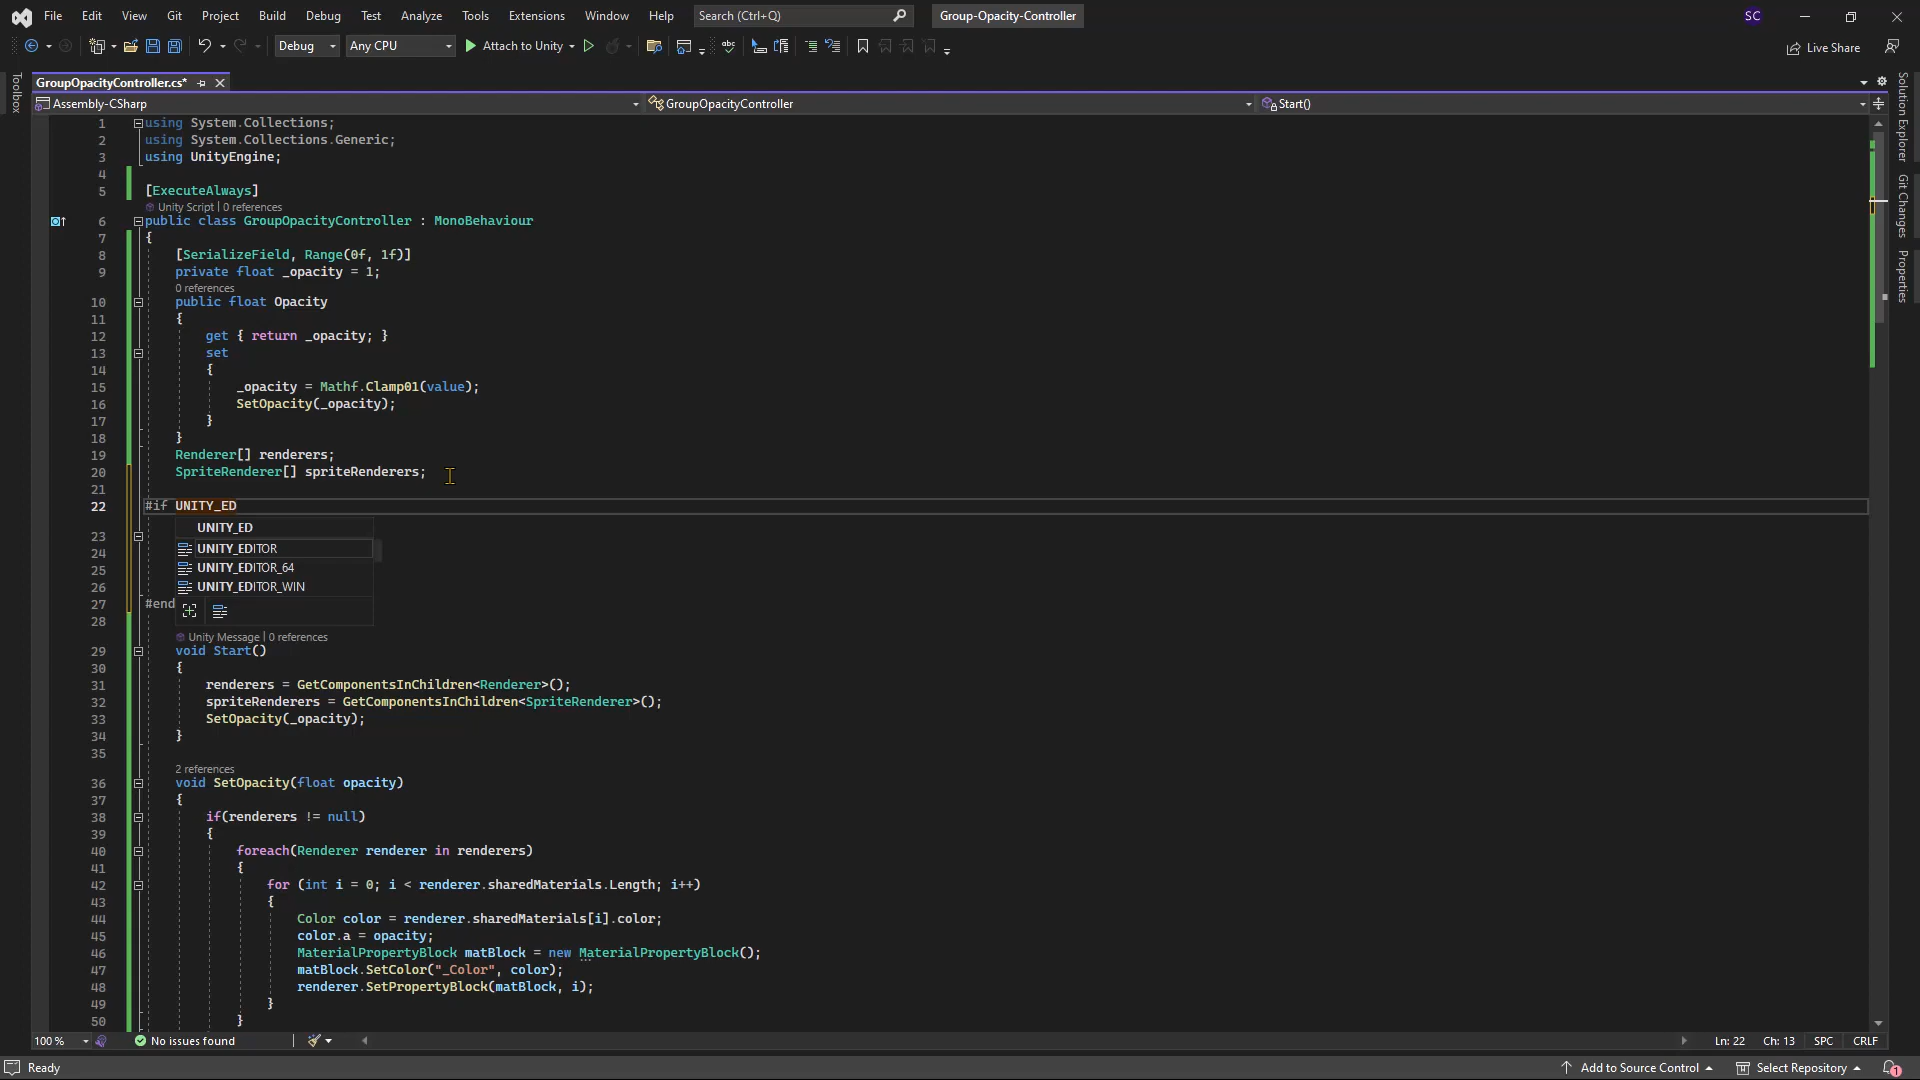 File Edit View Git Project Build Debug Test Analyze Tools Extensions Window Help Search (Ctrl+Q) Group-Opacity-Controller SC
Debug Any CPU Attach to Unity Live Share
Toolbox
GroupOpacityController.cs*
Assembly-CSharp GroupOpacityController Start()
1 using System.Collections;
2 using System.Collections.Generic;
3 using UnityEngine;
4
5 [ExecuteAlways]
Unity Script | 0 references
6 public class GroupOpacityController : MonoBehaviour
7 {
8 [SerializeField, Range(0f, 1f)]
9 private float _opacity = 1;
0 references
10 public float Opacity
11 {
12 get { return _opacity; }
13 set
14 {
15 _opacity = Mathf.Clamp01(value);
16 SetOpacity(_opacity);
17 }
18 }
19 Renderer[] renderers;
20 SpriteRenderer[] spriteRenderers;
21
22 #if UNITY_ED
UNITY_ED
23
UNITY_EDITOR
24
UNITY_EDITOR_64
25
UNITY_EDITOR_WIN
26
27 #end
28
Unity Message | 0 references
29 void Start()
30 {
31 renderers = GetComponentsInChildren<Renderer>();
32 spriteRenderers = GetComponentsInChildren<SpriteRenderer>();
33 SetOpacity(_opacity);
34 }
35
2 references
36 void SetOpacity(float opacity)
37 {
38 if(renderers != null)
39 {
40 foreach(Renderer renderer in renderers)
41 {
42 for (int i = 0; i < renderer.sharedMaterials.Length; i++)
43 {
44 Color color = renderer.sharedMaterials[i].color;
45 color.a = opacity;
46 MaterialPropertyBlock matBlock = new MaterialPropertyBlock();
47 matBlock.SetColor("_Color", color);
48 renderer.SetPropertyBlock(matBlock, i);
49 }
50 }
Solution Explorer
Git Changes
Properties
100 % No issues found Ln: 22 Ch: 13 SPC CRLF
Ready Add to Source Control Select Repository 1